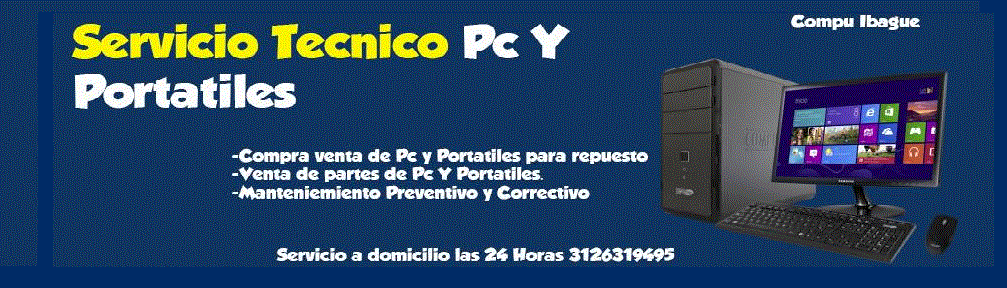 Compu Ibague
Servicio Tecnico Pc Y
Portatiles
-Compra venta de Pc y Portatiles para repuesto
-Venta de partes de Pc Y Portatiles.
-Manteniemiento Preventivo y Correctivo
Servicio a domicilio las 24 Horas 3126319495